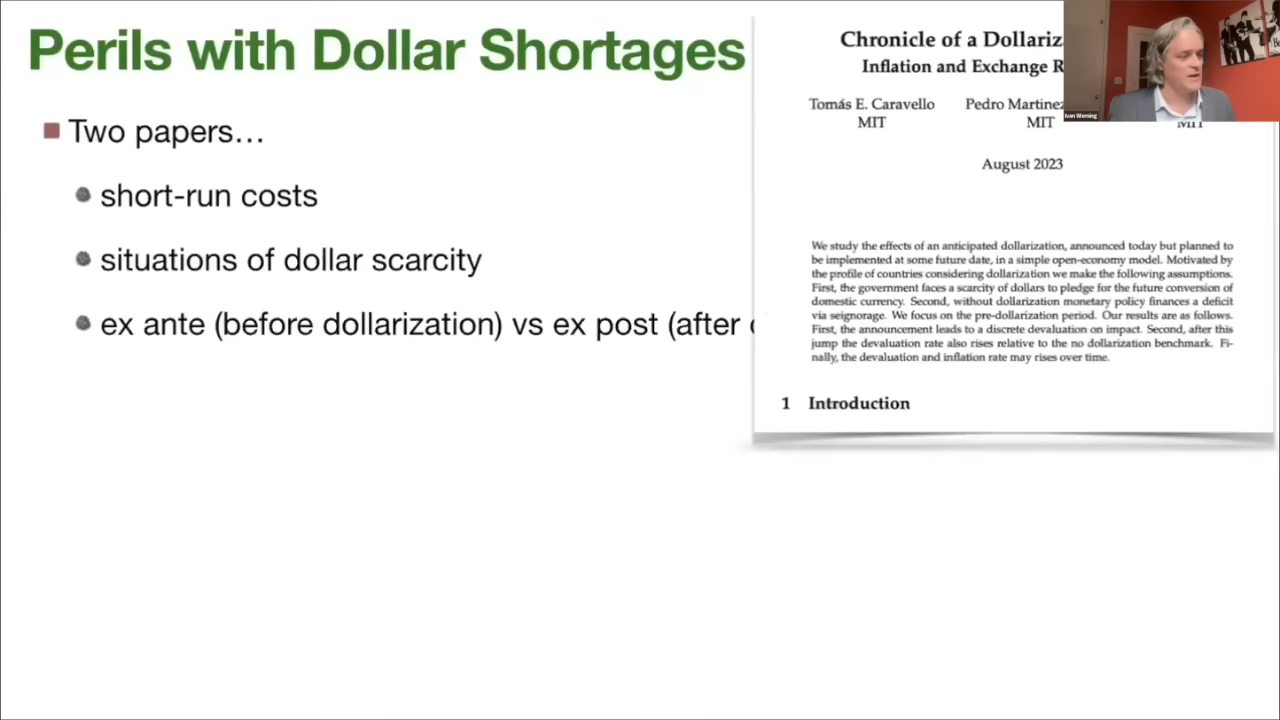 Perils with Dollar Shortages
Two papers…
short-run costs
situations of dollar scarcity
ex ante (before dollarization) vs ex post (after
Chronicle of a Dollariz
Inflation and Exchange R
Tomás E. Caravello
MIT
Pedro Martinez
MIT
MIT
August 2023
We study the effects of an anticipated dollarization, announced today but planned to
be implemented at some future date, in a simple open-economy model. Motivated by
the profile of countries considering dollarization we make the following assumptions.
First, the government faces a scarcity of dollars to pledge for the future conversion of
domestic currency. Second, without dollarization monetary policy finances a deficit
via seignorage. We focus on the pre-dollarization period. Our results are as follows.
First, the announcement leads to a discrete devaluation on impact. Second, after this
jump the devaluation rate also rises relative to the no dollarization benchmark. Fi-
nally, the devaluation and inflation rate may rises over time.
1 Introduction
Ivan Werning